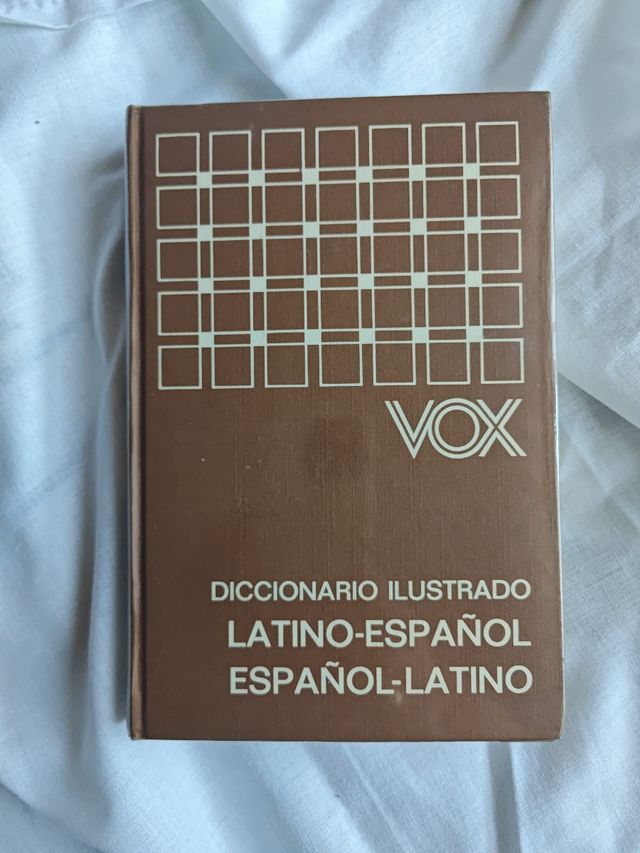 VOX
DICCIONARIO ILUSTRADO
LATINO-ESPAÑOL
ESPAÑOL-LATINO